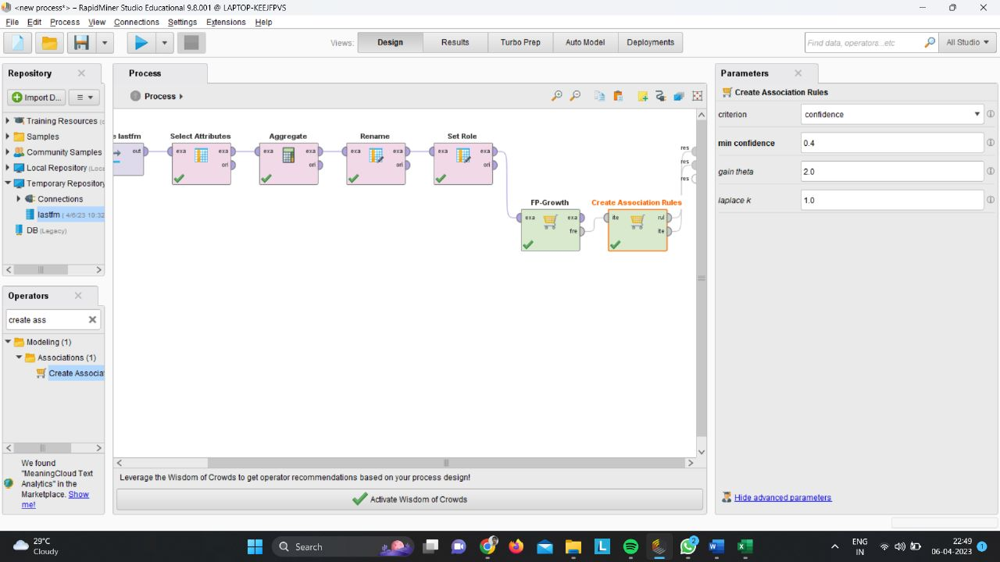 <new process*> – RapidMiner Studio Educational 9.8.001 @ LAPTOP-KEEJFPVS
File Edit Process View Connections Settings Extensions Help
Views: Design Results Turbo Prep Auto Model Deployments
Find data, operators...etc
All Studio
Repository
Import D...
Training Resources
Samples
Community Samples
Local Repository (Loca
Temporary Repository
Connections
lastfm (4/6/23 10:32
DB (Legacy)
Operators
create ass
Modeling (1)
Associations (1)
Create Associat
We found
"MeaningCloud Text
Analytics" in the
Marketplace. Show
me!
Process
Process
e lastfm Select Attributes Aggregate Rename Set Role
out exa exa exa exa exa exa exa exa res
ori ori ori ori res
res
FP-Growth Create Association Rules
exa exa ite rul
fre ite
Leverage the Wisdom of Crowds to get operator recommendations based on your process design!
Activate Wisdom of Crowds
Parameters
Create Association Rules
criterion confidence
min confidence 0.4
gain theta 2.0
laplace k 1.0
Hide advanced parameters
29°C
Cloudy
Search
2
ENG
IN
22:49
06-04-2023
1